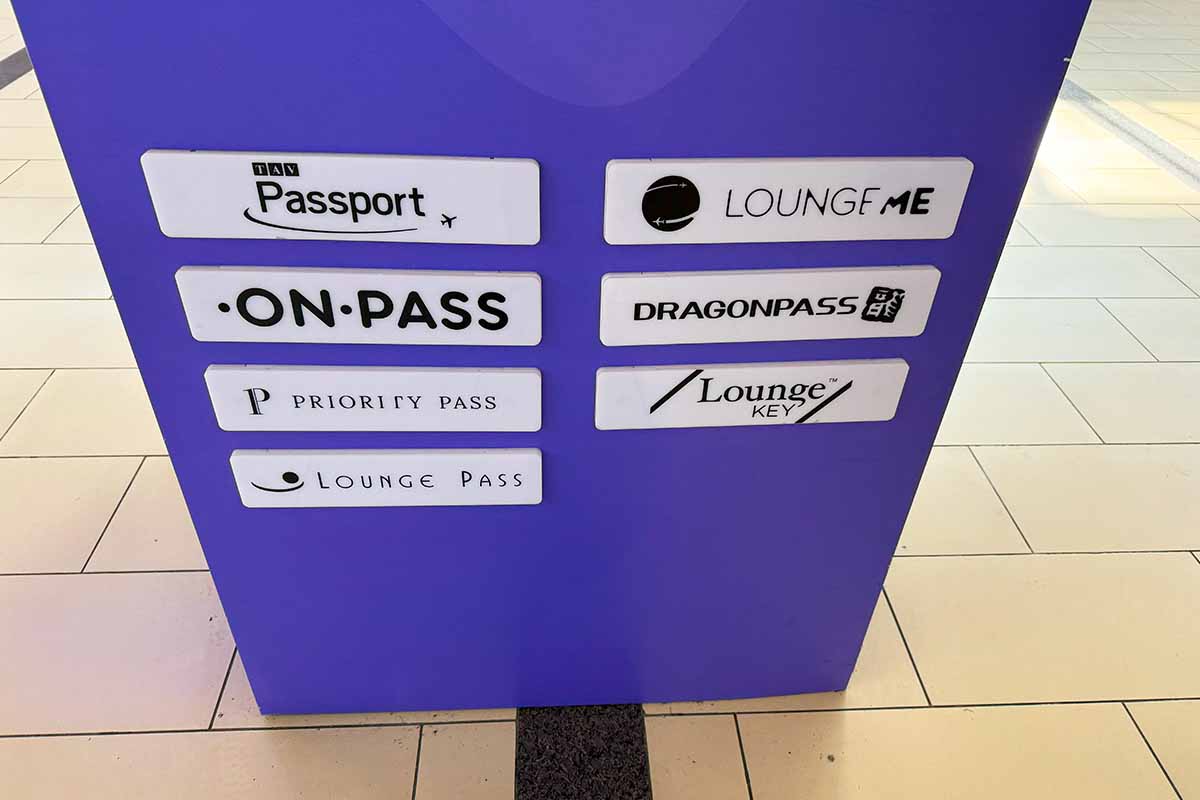 TAV
Passport
LOUNGE ME
·ON·PASS
DRAGONPASS
P PRIORITY PASS
Lounge™
KEY
LOUNGE PASS